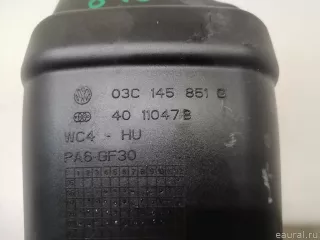 03C 145 851 C
40 11047B
WC4 - HU
PA6-GF30
eaural.ru